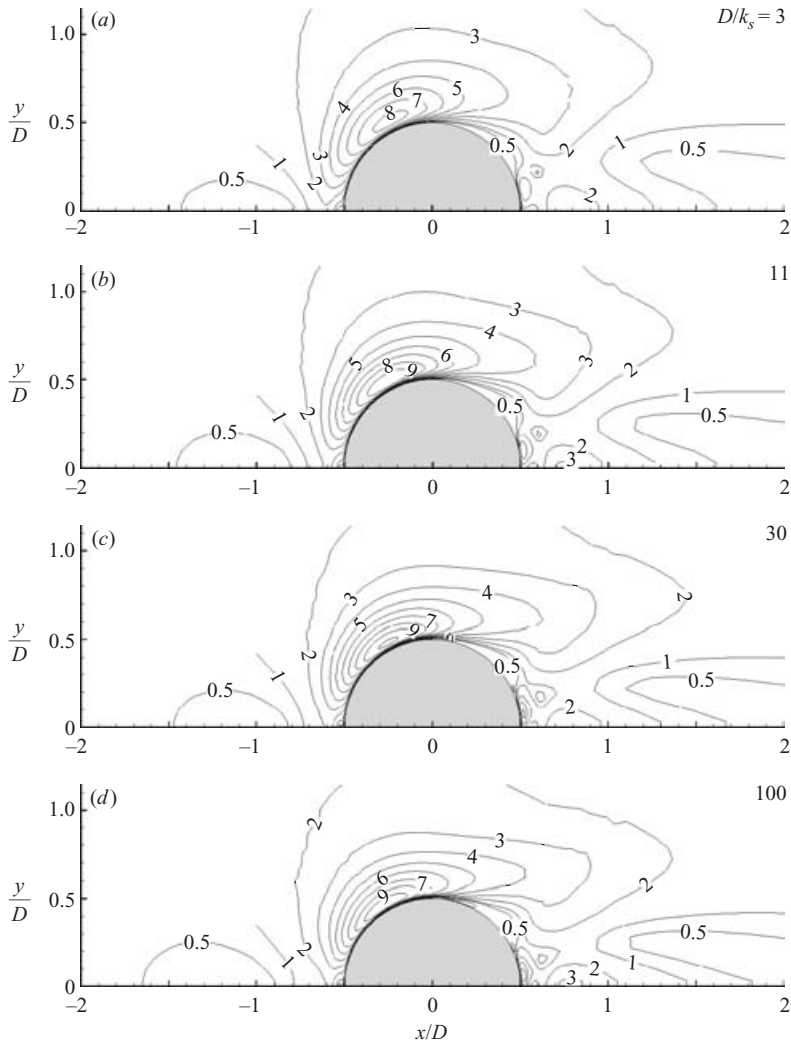 (a) D/kₛ = 3
1.0 1 3
6 5
4 7
y/D 0.5 8
3 1 0.5 2 1 0.5
0.5 2 2
0
–2 –1 0 1 2
(b) 11
1.0 3
4
5 8 6 3
y/D 0.5 9 2
1 2 0.5 1 0.5
0.5 2
0 3
–2 –1 0 1 2
(c) 30
1.0
3 4 2
5 9 7
y/D 0.5
2 0.5 1
1 0.5
0.5 2
0
–2 –1 0 1 2
(d) 100
1.0 2 3
4
6 7 2
y/D 0.5 9
0.5 0.5 0.5
1 2 2 1
0 3
–2 –1 0 1 2
x/D